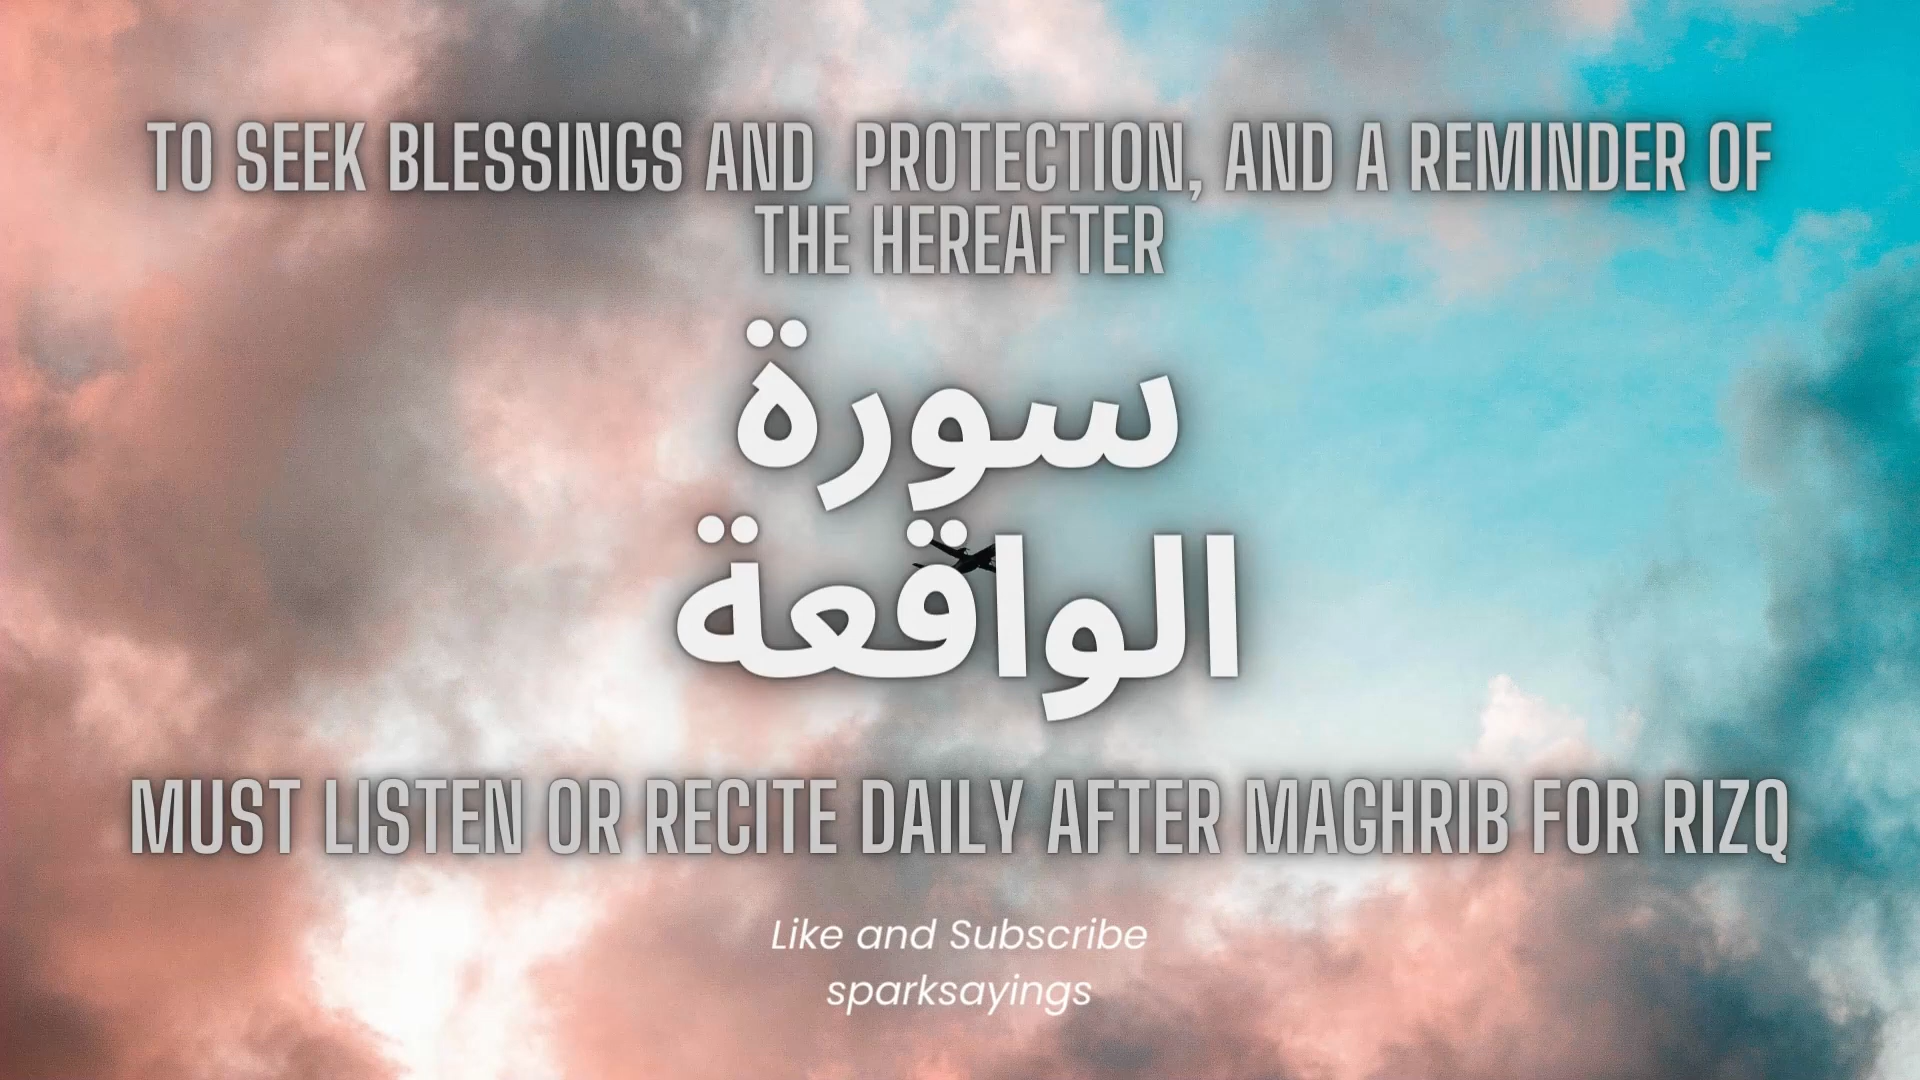 TO SEEK BLESSINGS AND PROTECTION, AND A REMINDER OF
THE HEREAFTER
سورة
الواقعة
MUST LISTEN OR RECITE DAILY AFTER MAGHRIB FOR RIZQ
Like and Subscribe
sparksayings